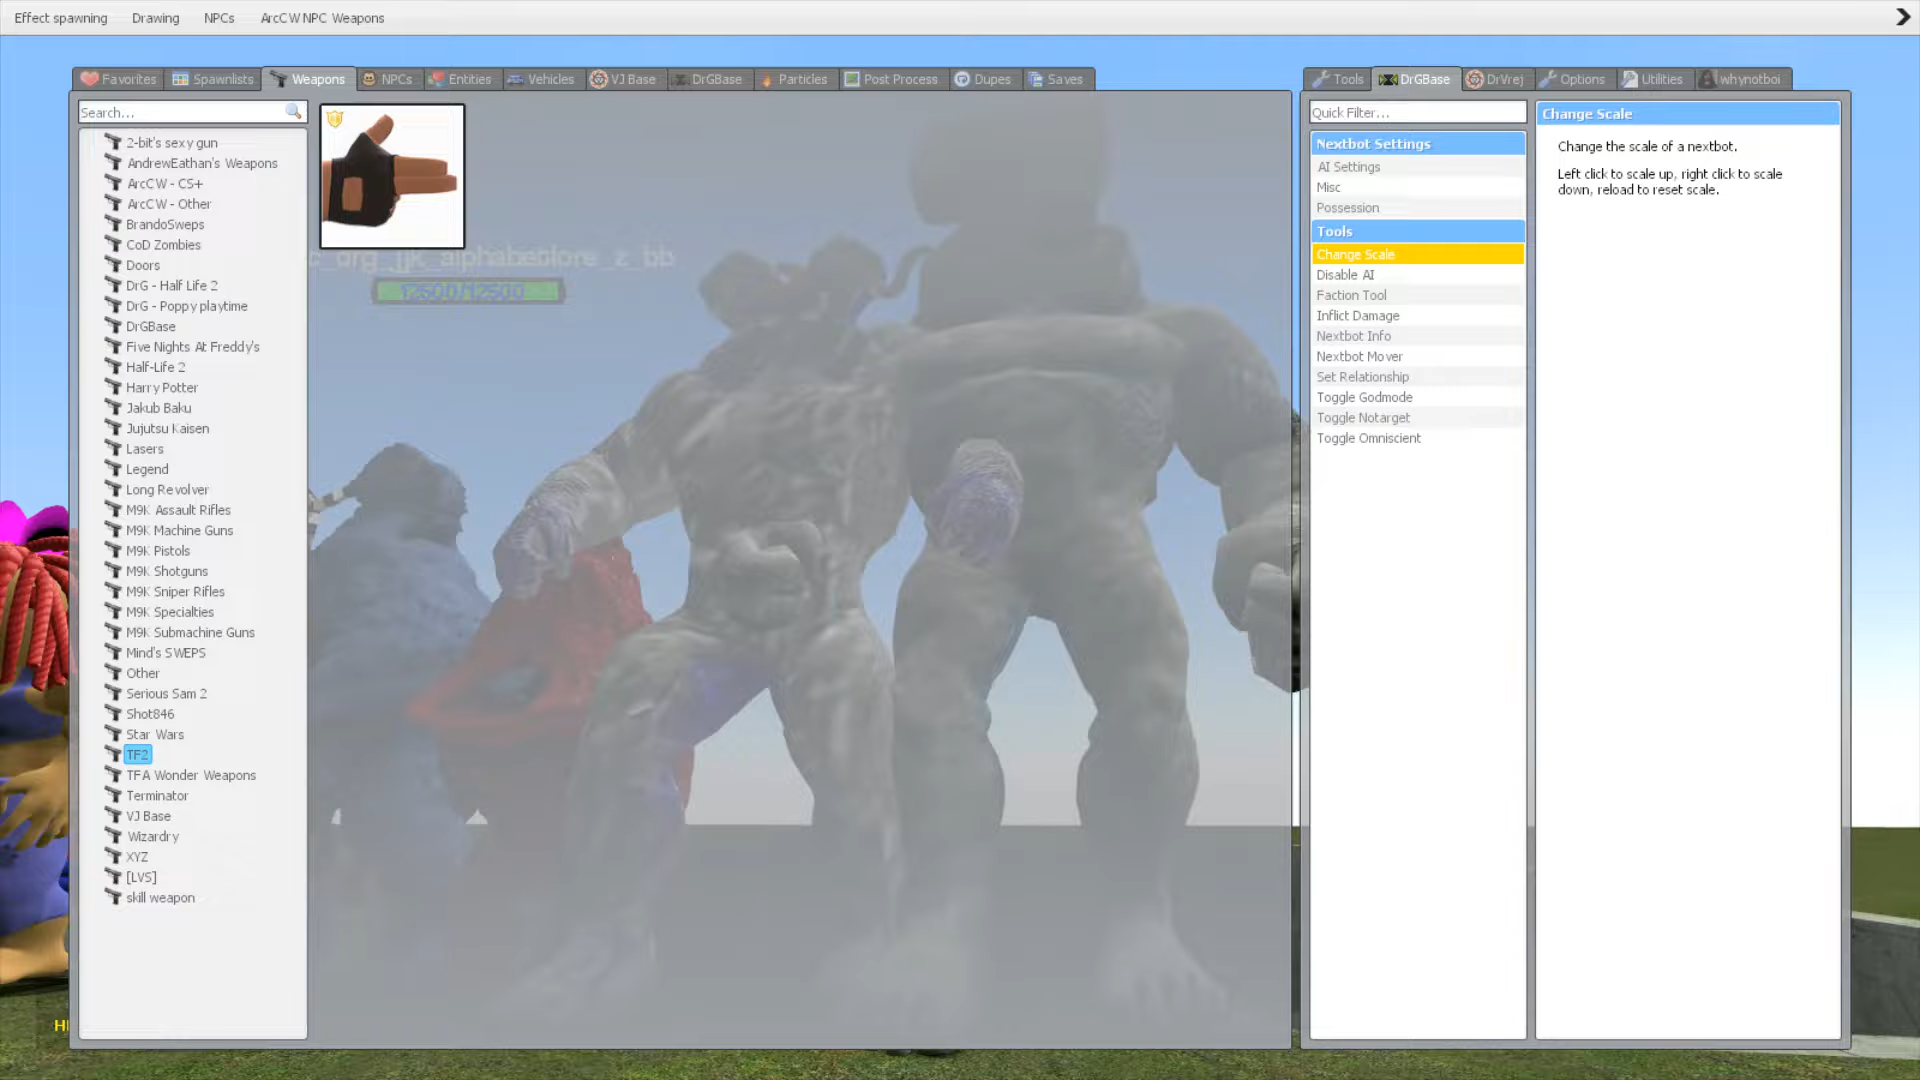 Effect spawning Drawing NPCs ArcCW NPC Weapons
Favorites Spawnlists Weapons NPCs Entities Vehicles VJ Base DrGBase Particles Post Process Dupes Saves
Tools DrGBase DrVrej Options Utilities whynotboi
Search...
2-bit's sexy gun
AndrewEathan's Weapons
ArcCW - CS+
ArcCW - Other
BrandoSweps
CoD Zombies
Doors
DrG - Half Life 2
DrG - Poppy playtime
DrGBase
Five Nights At Freddy's
Half-Life 2
Harry Potter
Jakub Baku
Jujutsu Kaisen
Lasers
Legend
Long Revolver
M9K Assault Rifles
M9K Machine Guns
M9K Pistols
M9K Shotguns
M9K Sniper Rifles
M9K Specialties
M9K Submachine Guns
Mind's SWEPS
Other
Serious Sam 2
Shot846
Star Wars
TF2
TFA Wonder Weapons
Terminator
VJ Base
Wizardry
XYZ
[LVS]
skill weapon
c_drg_jjk_alphabetlore_z_bb
12500/12500
Quick Filter...
Nextbot Settings
AI Settings
Misc
Possession
Tools
Change Scale
Disable AI
Faction Tool
Inflict Damage
Nextbot Info
Nextbot Mover
Set Relationship
Toggle Godmode
Toggle Notarget
Toggle Omniscient
Change Scale
Change the scale of a nextbot.
Left click to scale up, right click to scale
down, reload to reset scale.